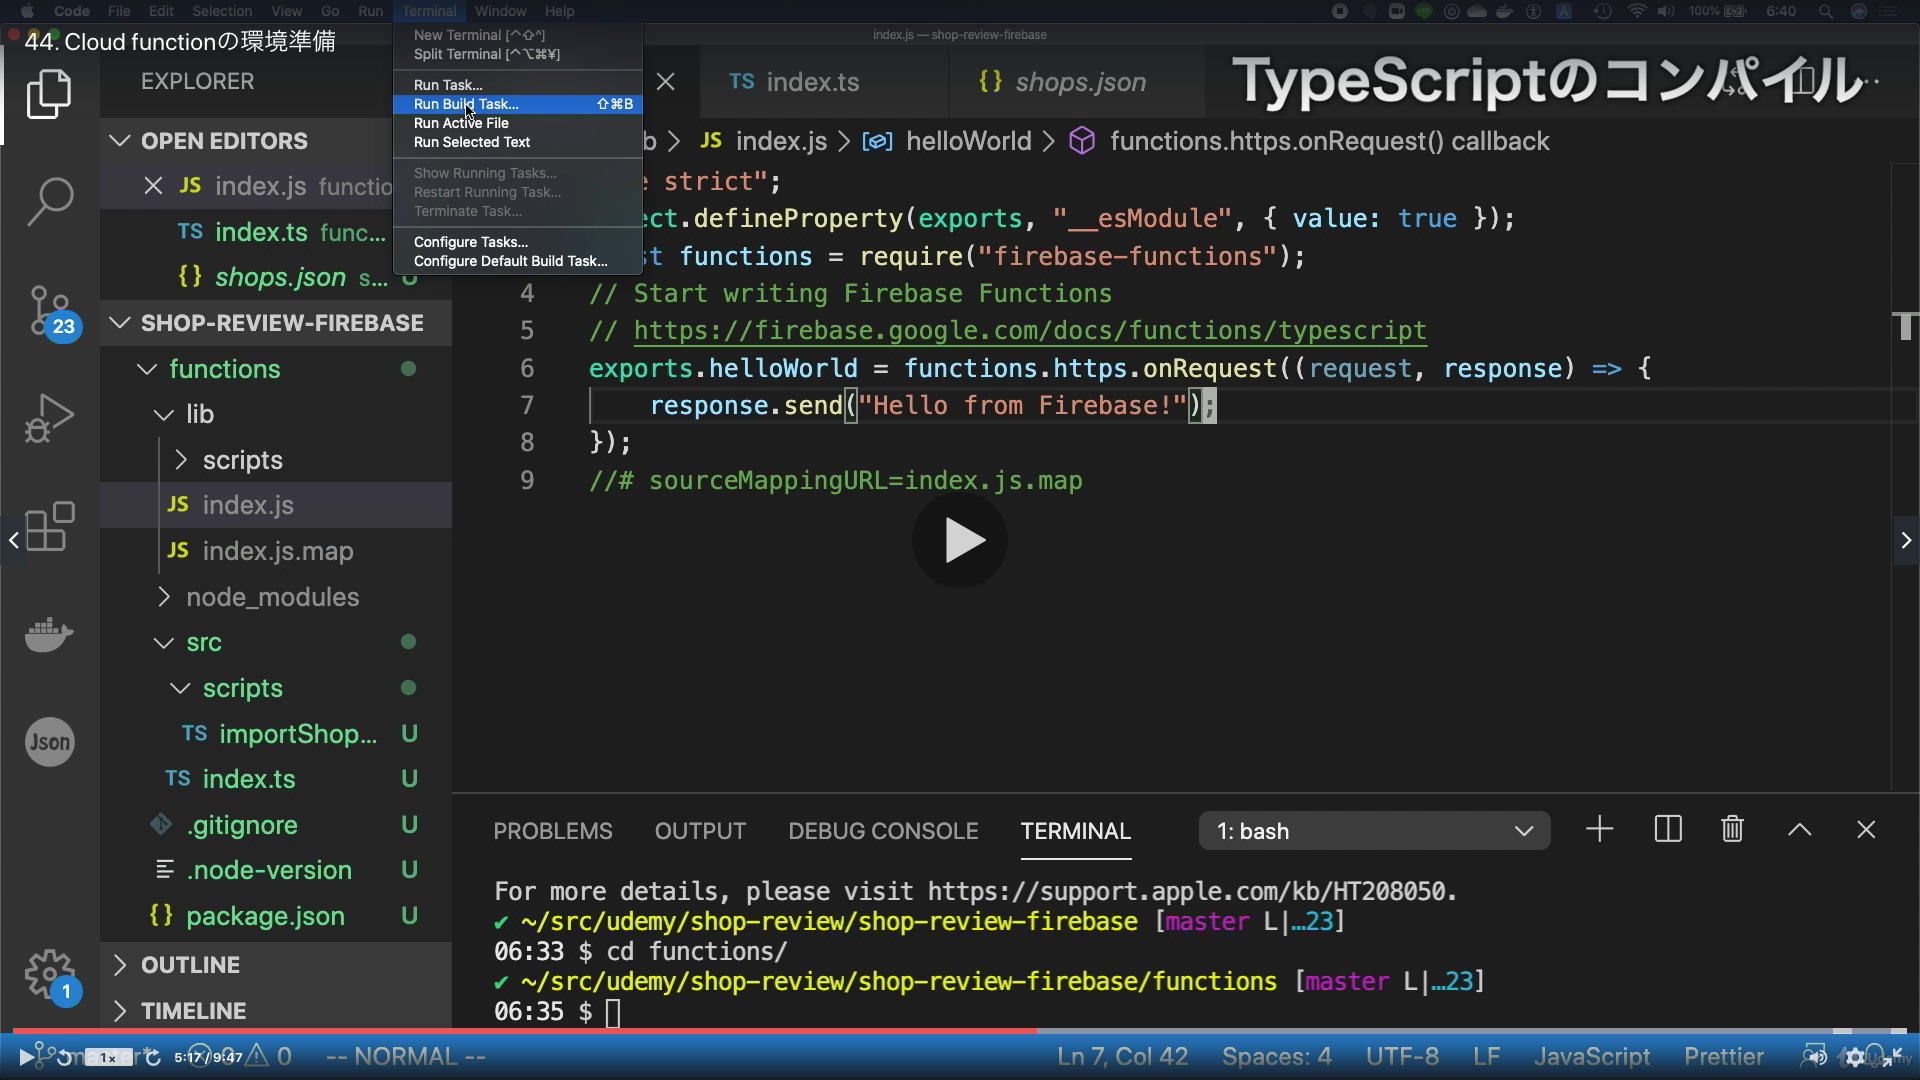 Code File Edit Selection View Go Run Terminal Window Help
100% 6:40
index.js — shop-review-firebase
44. Cloud functionの環境準備
TypeScriptのコンパイル
New Terminal [^⇧^]
Split Terminal [^⌥⌘¥]
Run Task...
Run Build Task... ⇧⌘B
Run Active File
Run Selected Text
Show Running Tasks...
Restart Running Task...
Terminate Task...
Configure Tasks...
Configure Default Build Task...
EXPLORER
OPEN EDITORS
JS index.js functio
TS index.ts func...
{} shops.json s... U
SHOP-REVIEW-FIREBASE
functions
lib
scripts
JS index.js
JS index.js.map
node_modules
src
scripts
TS importShop... U
TS index.ts U
.gitignore U
.node-version U
{} package.json U
OUTLINE
TIMELINE
23
Json
1
TS index.ts
{} shops.json
b > JS index.js > helloWorld > functions.https.onRequest() callback
e strict";
ect.defineProperty(exports, "__esModule", { value: true });
st functions = require("firebase-functions");
4 // Start writing Firebase Functions
5 // https://firebase.google.com/docs/functions/typescript
6 exports.helloWorld = functions.https.onRequest((request, response) => {
7 response.send("Hello from Firebase!");
8 });
9 //# sourceMappingURL=index.js.map
PROBLEMS OUTPUT DEBUG CONSOLE TERMINAL 1: bash
For more details, please visit https://support.apple.com/kb/HT208050.
✔ ~/src/udemy/shop-review/shop-review-firebase [master L|…23]
06:33 $ cd functions/
✔ ~/src/udemy/shop-review/shop-review-firebase/functions [master L|…23]
06:35 $
master* 1x 5:17 / 9:47 0 -- NORMAL -- Ln 7, Col 42 Spaces: 4 UTF-8 LF JavaScript Prettier